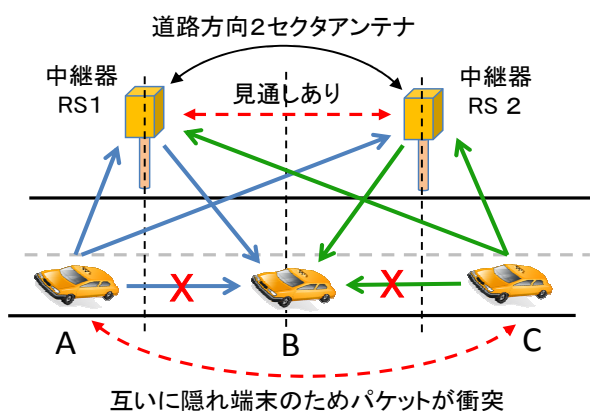 道路方向2セクタアンテナ
中継器
RS1
見通しあり
中継器
RS 2
X
X
A
B
C
互いに隠れ端末のためパケットが衝突